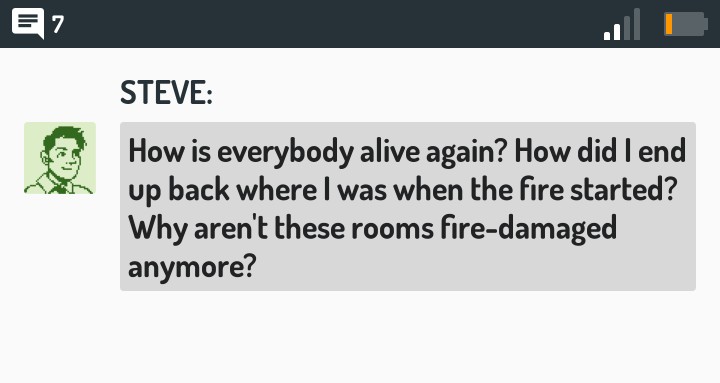 7
STEVE:
How is everybody alive again? How did I end
up back where I was when the fire started?
Why aren't these rooms fire-damaged
anymore?